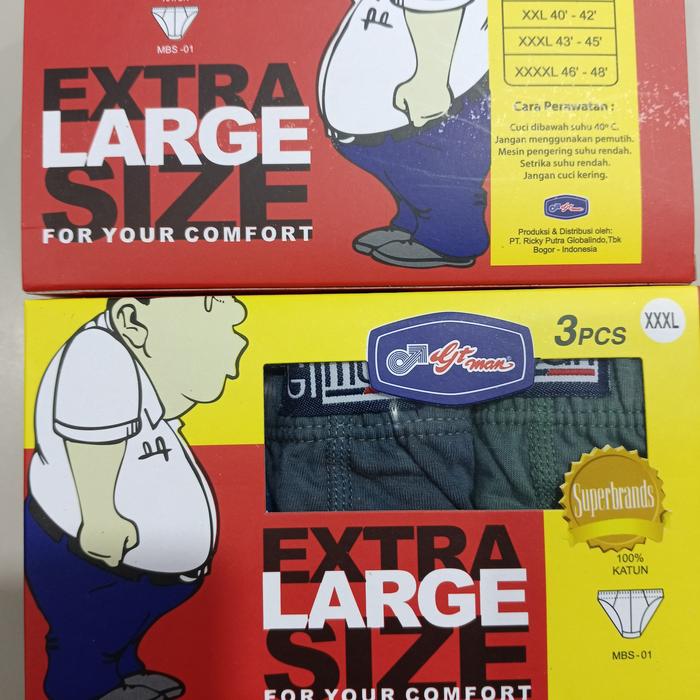 MBS-01
EXTRA
LARGE
SIZE
FOR YOUR COMFORT
XXL 40' - 42'
XXXL 43' - 45'
XXXXL 46' - 48'
Cara Perawatan :
Cuci dibawah suhu 40° C.
Jangan menggunakan pemutih.
Mesin pengering suhu rendah.
Setrika suhu rendah.
Jangan cuci kering.
Produksi & Distribusi oleh:
PT. Ricky Putra Globalindo,Tbk
Bogor - Indonesia
Gt man
3PCS
XXXL
Superbrands
100%
KATUN
MBS-01
EXTRA
LARGE
SIZE
FOR YOUR COMFORT